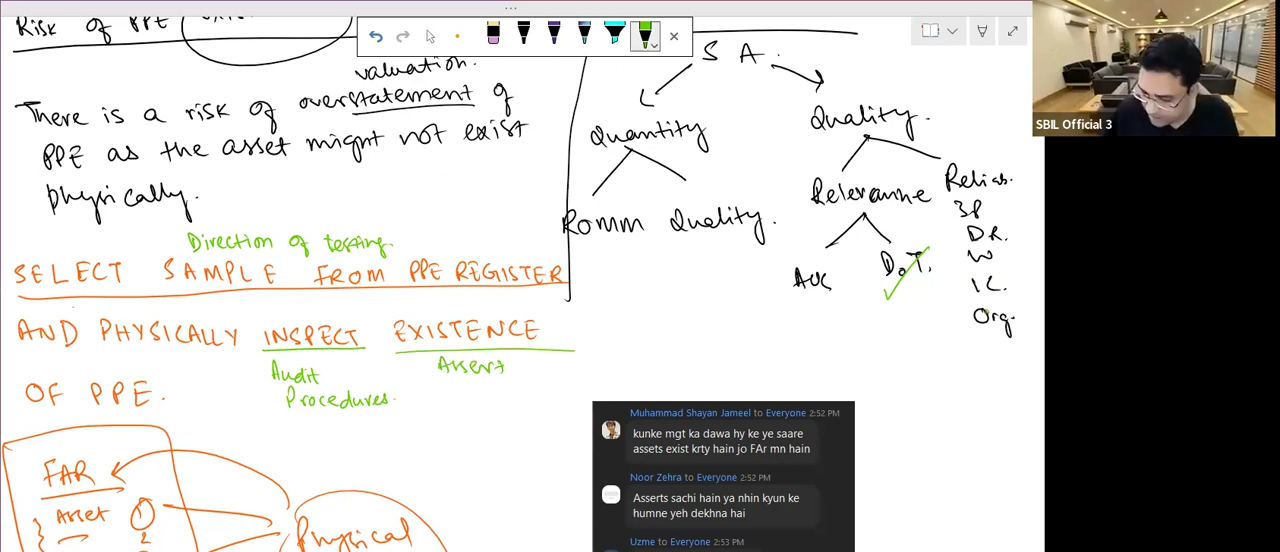 Risk of PPE
valuation.
There is a risk of overstatement of
PPE as the asset might not exist
physically.
Direction of testing.
SELECT SAMPLE FROM PPE REGISTER
AND PHYSICALLY INSPECT EXISTENCE
Audit
Procedures.
Assert
OF PPE.
FAR
Asset 1
2
Physical
S A.
Quantity
Quality.
Romm Quality.
Relevanne
Reliab.
3P
D.R.
W
I C.
Org.
D.o.T.
SBIL Official 3
Muhammad Shayan Jameel to Everyone 2:52 PM
kunke mgt ka dawa hy ke ye saare
assets exist krty hain jo FAr mn hain
Noor Zehra to Everyone 2:52 PM
Asserts sachi hain ya nhin kyun ke
humne yeh dekhna hai
Uzme to Everyone 2:53 PM